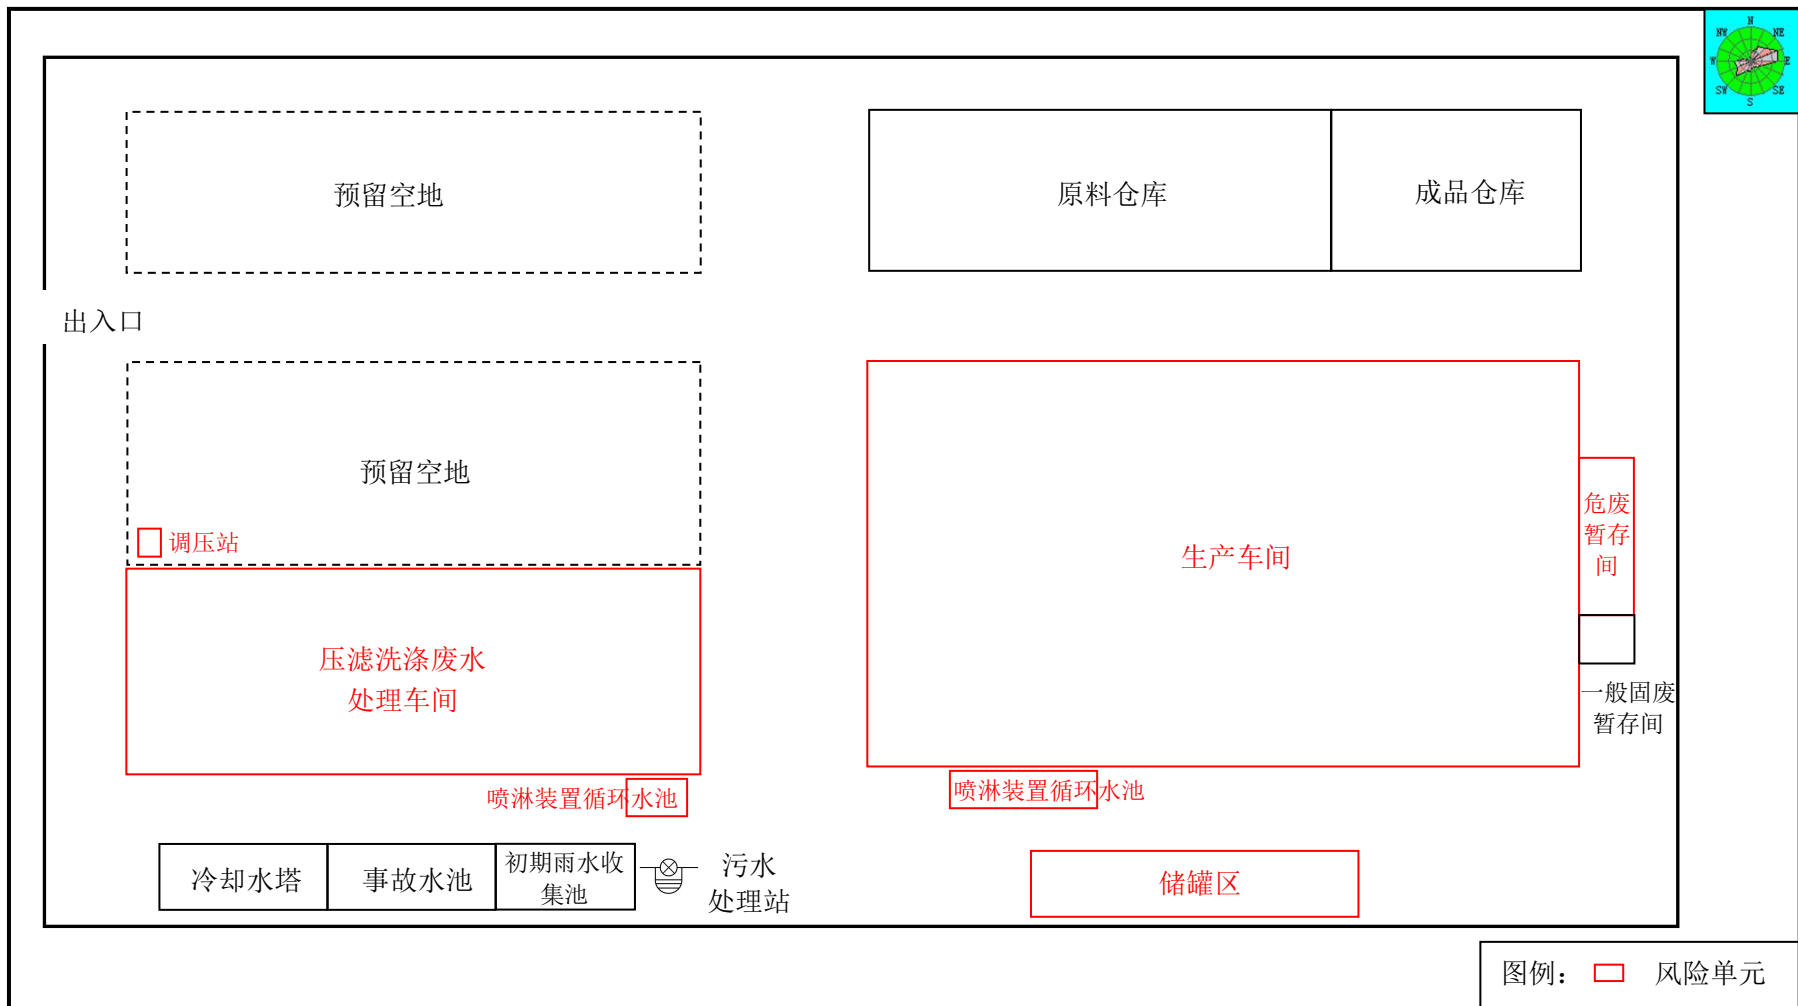 N
NW
NE
W
E
SW
SE
S
预留空地
原料仓库
成品仓库
出入口
预留空地
调压站
生产车间
危废
暂存
间
压滤洗涤废水
处理车间
一般固废
暂存间
喷淋装置循环水池
喷淋装置循环水池
冷却水塔
事故水池
初期雨水收
集池
污水
处理站
储罐区
图例：
风险单元